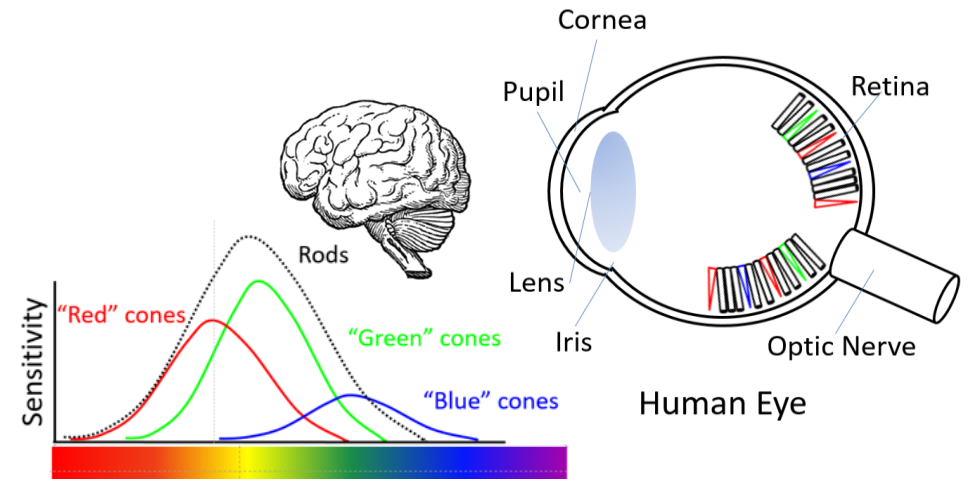 Cornea
Pupil
Retina
Rods
"Red" cones
Lens
"Green" cones
Iris
Optic Nerve
Sensitivity
"Blue" cones
Human Eye